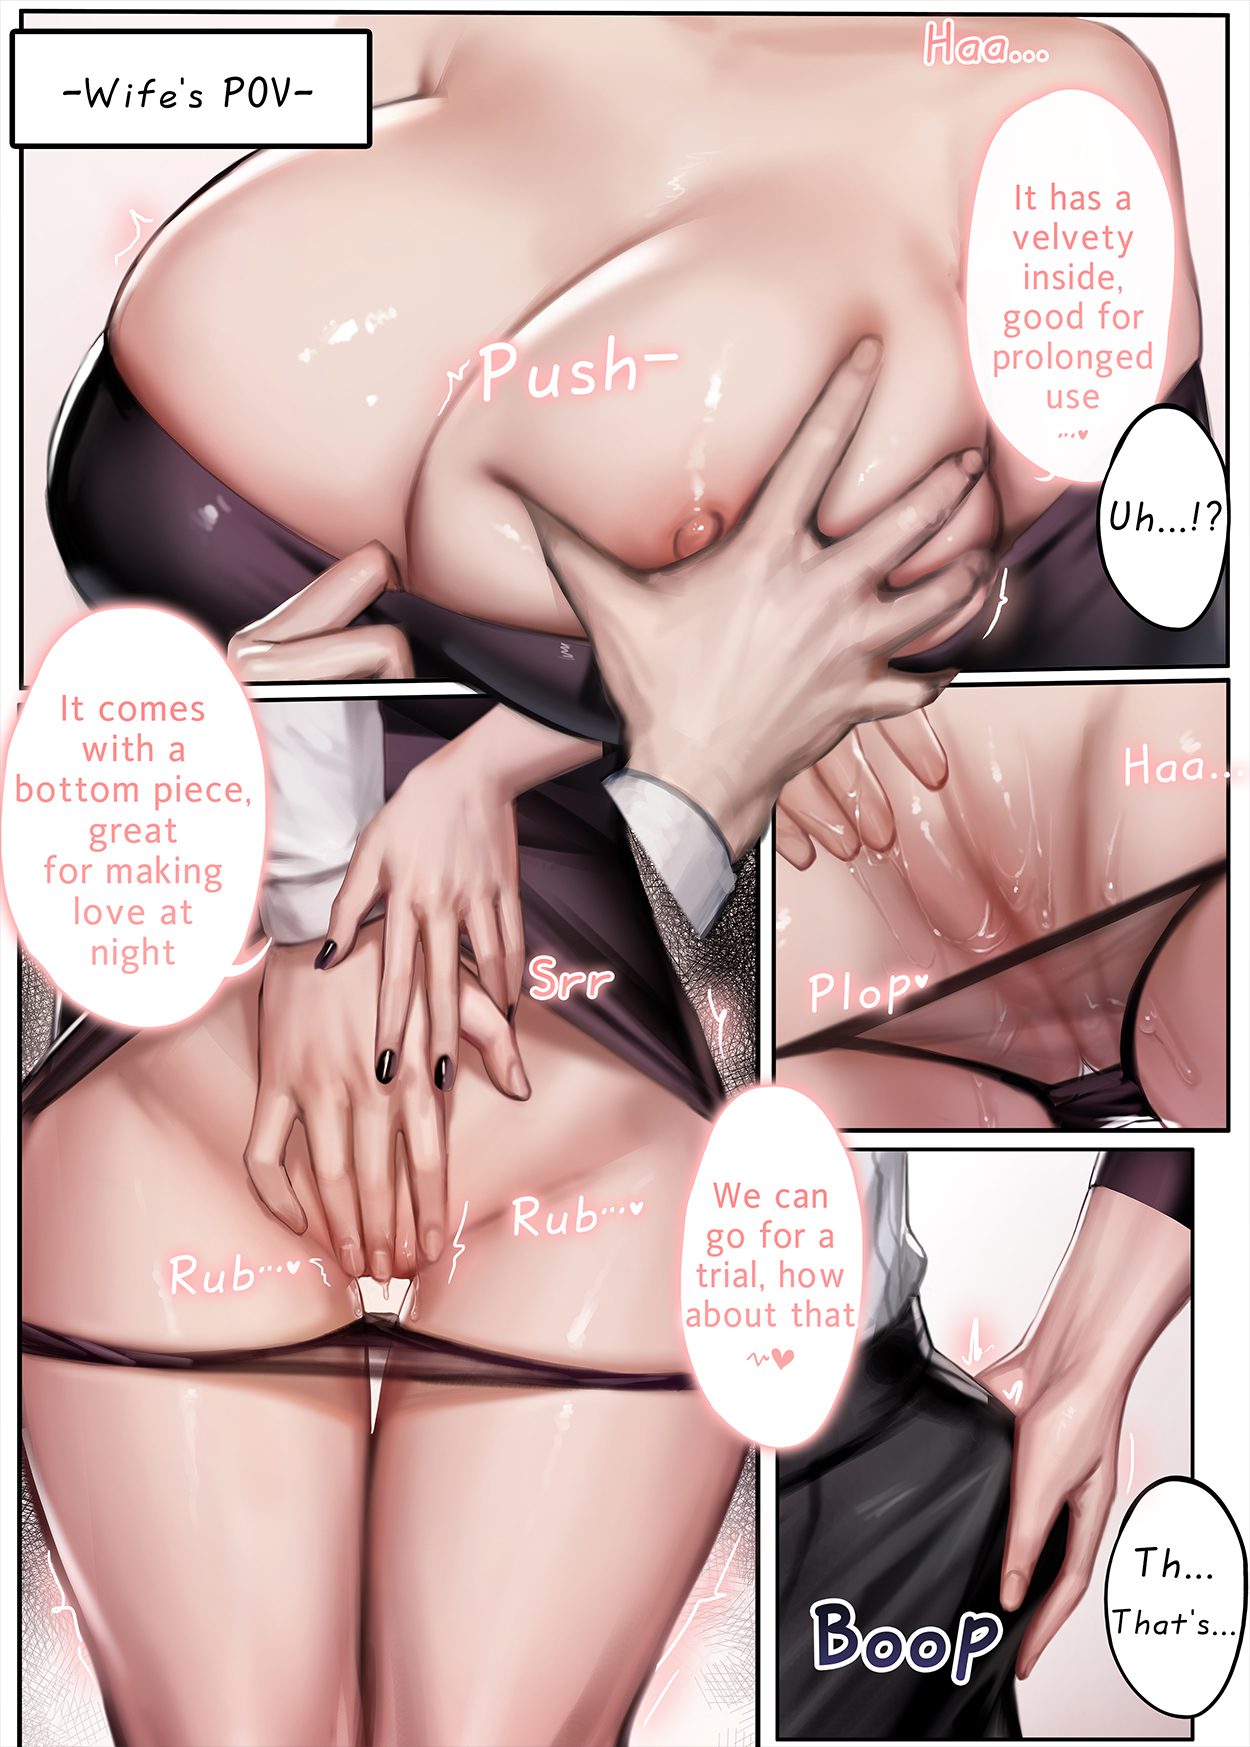 -Wife's POV-
Haa...
It has a
velvety
inside,
good for
prolonged
use
...♥
Push-
Uh...!?
It comes
with a
bottom piece,
great
for making
love at
night
Haa...
Plop♥
Srr
Rub...♥
Rub...♥
We can
go for a
trial, how
about that
~♥
Th...
That's...
Boop